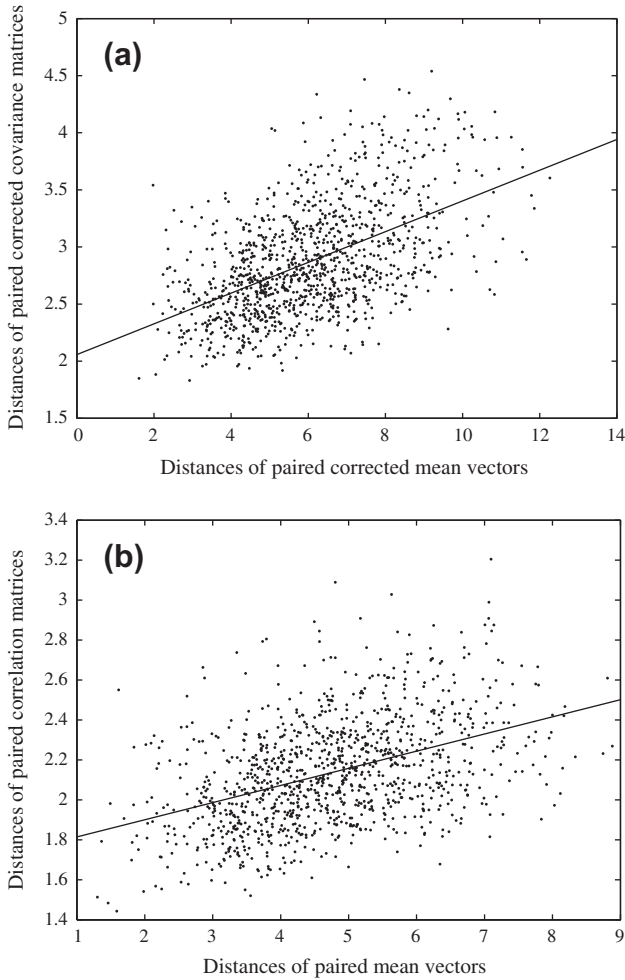 (a)
Distances of paired corrected covariance matrices
5
4.5
4
3.5
3
2.5
2
1.5
0 2 4 6 8 10 12 14
Distances of paired corrected mean vectors
(b)
Distances of paired correlation matrices
3.4
3.2
3
2.8
2.6
2.4
2.2
2
1.8
1.6
1.4
1 2 3 4 5 6 7 8 9
Distances of paired mean vectors